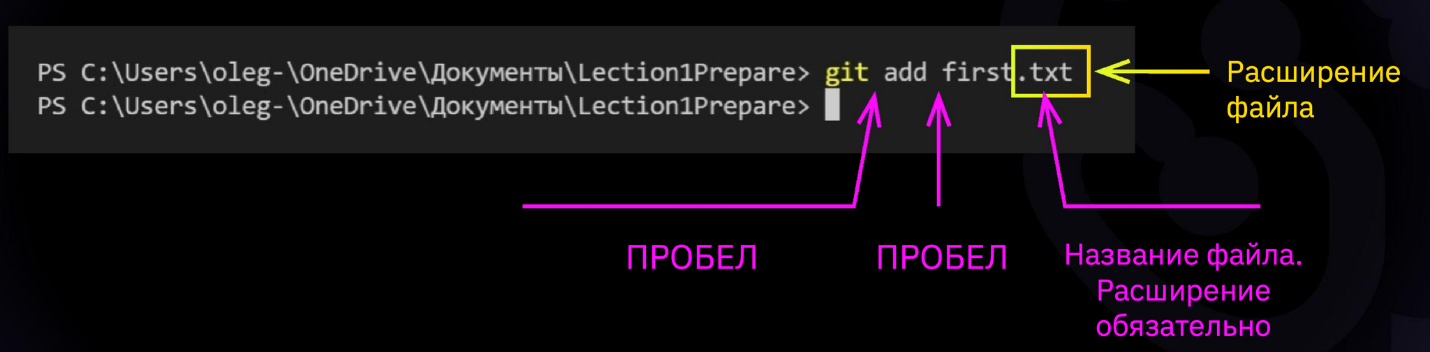 PS C:\Users\oleg-\OneDrive\Документы\Lection1Prepare> git add first.txt
PS C:\Users\oleg-\OneDrive\Документы\Lection1Prepare>
Расширение
файла
ПРОБЕЛ
ПРОБЕЛ
Название файла.
Расширение
обязательно